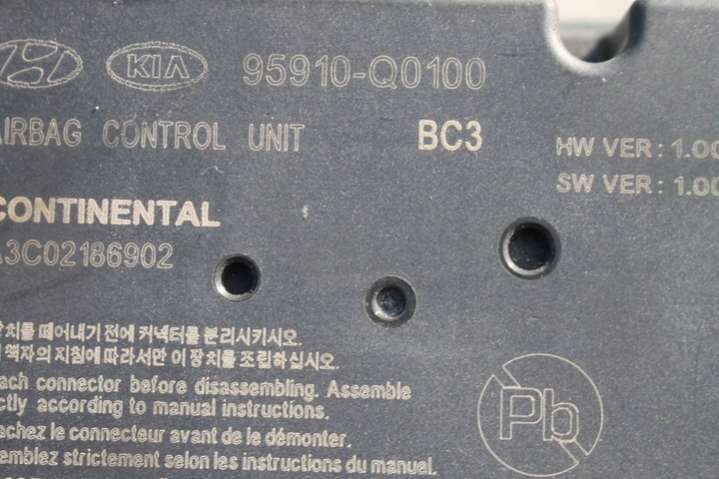 KIA 95910-Q0100
AIRBAG CONTROL UNIT BC3 HW VER : 1.00
SW VER : 1.00
CONTINENTAL
A3C02186902
장치를 떼어내기 전에 커넥터를 분리시키시오.
책자의 지침에 따라서만 이 장치를 조립하십시오.
ach connector before disassembling. Assemble
ctly according to manual instructions.
achez le connecteur avant de le démonter.
emblez strictement selon les instructions du manuel.
Pb